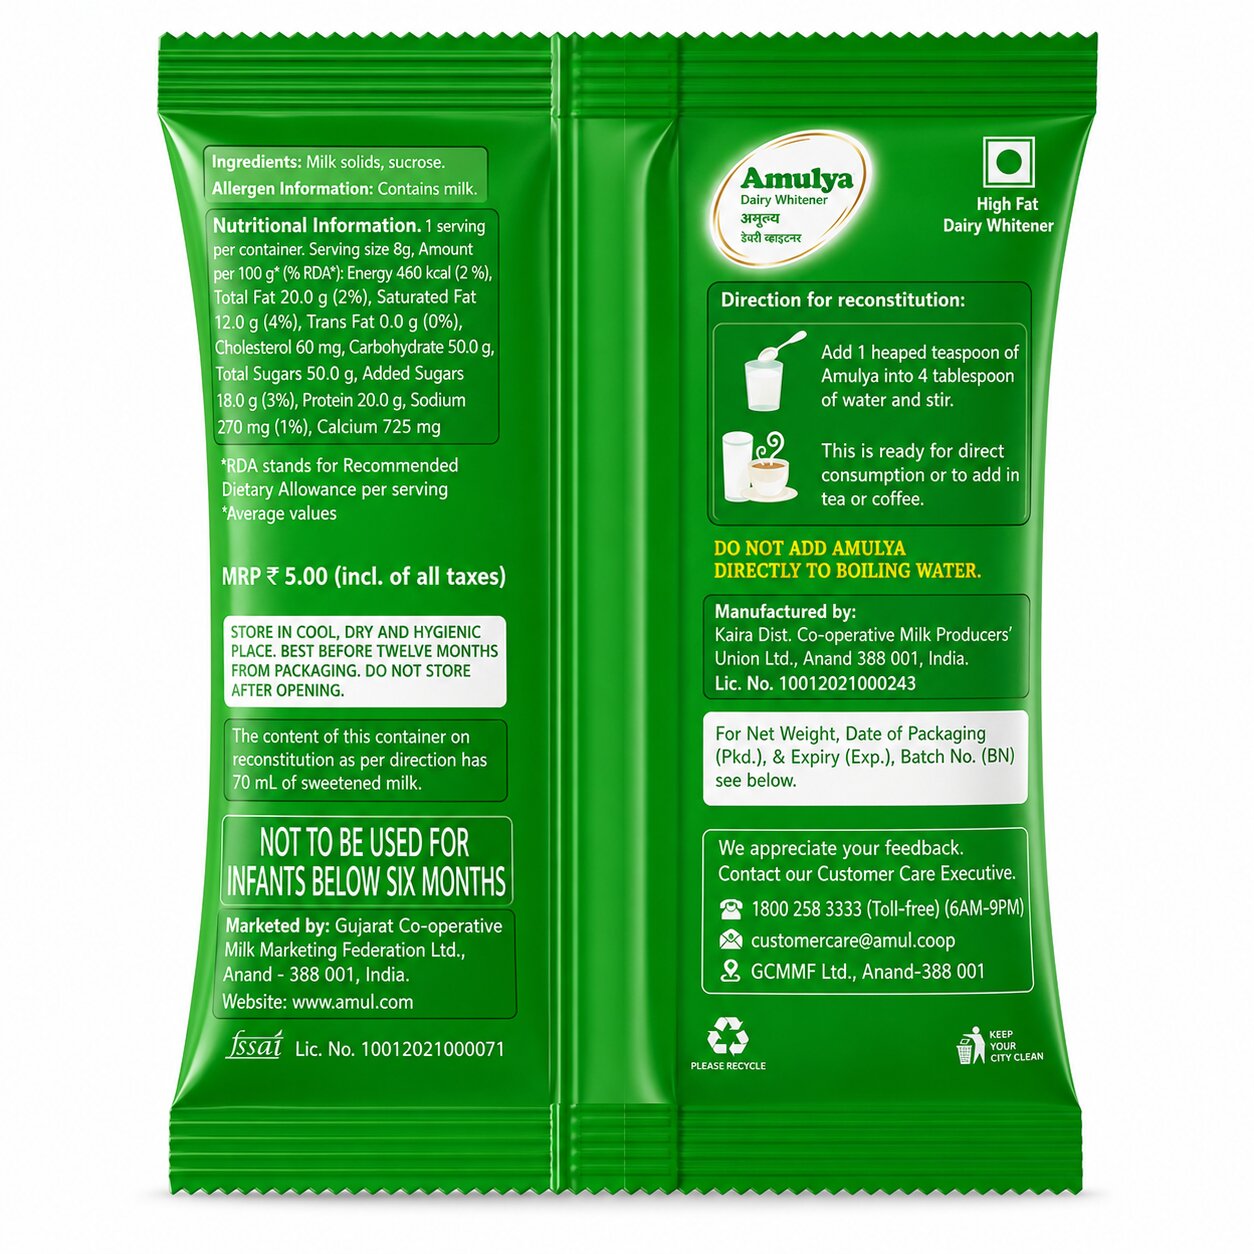 Ingredients: Milk solids, sucrose.
Allergen Information: Contains milk.
Nutritional Information. 1 serving
per container. Serving size 8g, Amount
per 100 g* (% RDA*): Energy 460 kcal (2 %),
Total Fat 20.0 g (2%), Saturated Fat
12.0 g (4%), Trans Fat 0.0 g (0%),
Cholesterol 60 mg, Carbohydrate 50.0 g,
Total Sugars 50.0 g, Added Sugars
18.0 g (3%), Protein 20.0 g, Sodium
270 mg (1%), Calcium 725 mg
*RDA stands for Recommended
Dietary Allowance per serving
*Average values
MRP ₹ 5.00 (incl. of all taxes)
STORE IN COOL, DRY AND HYGIENIC
PLACE. BEST BEFORE TWELVE MONTHS
FROM PACKAGING. DO NOT STORE
AFTER OPENING.
The content of this container on
reconstitution as per direction has
70 mL of sweetened milk.
NOT TO BE USED FOR
INFANTS BELOW SIX MONTHS
Marketed by: Gujarat Co-operative
Milk Marketing Federation Ltd.,
Anand - 388 001, India.
Website: www.amul.com
fssai Lic. No. 10012021000071
Amulya
Dairy Whitener
अमूल्य
डेयरी व्हाइटनर
High Fat
Dairy Whitener
Direction for reconstitution:
Add 1 heaped teaspoon of
Amulya into 4 tablespoon
of water and stir.
This is ready for direct
consumption or to add in
tea or coffee.
DO NOT ADD AMULYA
DIRECTLY TO BOILING WATER.
Manufactured by:
Kaira Dist. Co-operative Milk Producers'
Union Ltd., Anand 388 001, India.
Lic. No. 10012021000243
For Net Weight, Date of Packaging
(Pkd.), & Expiry (Exp.), Batch No. (BN)
see below.
We appreciate your feedback.
Contact our Customer Care Executive.
1800 258 3333 (Toll-free) (6AM-9PM)
customercare@amul.coop
GCMMF Ltd., Anand-388 001
PLEASE RECYCLE
KEEP
YOUR
CITY CLEAN